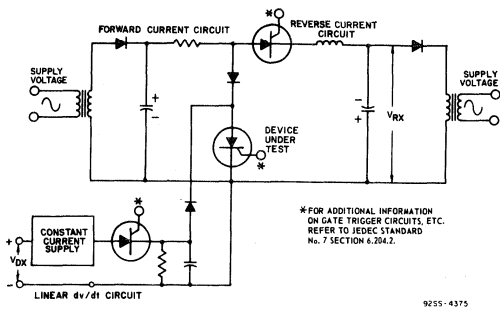 FORWARD CURRENT CIRCUIT
REVERSE CURRENT
CIRCUIT
*
SUPPLY
VOLTAGE
+
-
-
+
VRX
SUPPLY
VOLTAGE
DEVICE
UNDER
TEST
*
*
+
VDX
-
CONSTANT
CURRENT
SUPPLY
LINEAR dv/dt CIRCUIT
*FOR ADDITIONAL INFORMATION
ON GATE TRIGGER CIRCUITS, ETC.
REFER TO JEDEC STANDARD
No. 7 SECTION 6.204.2.
92SS-4375